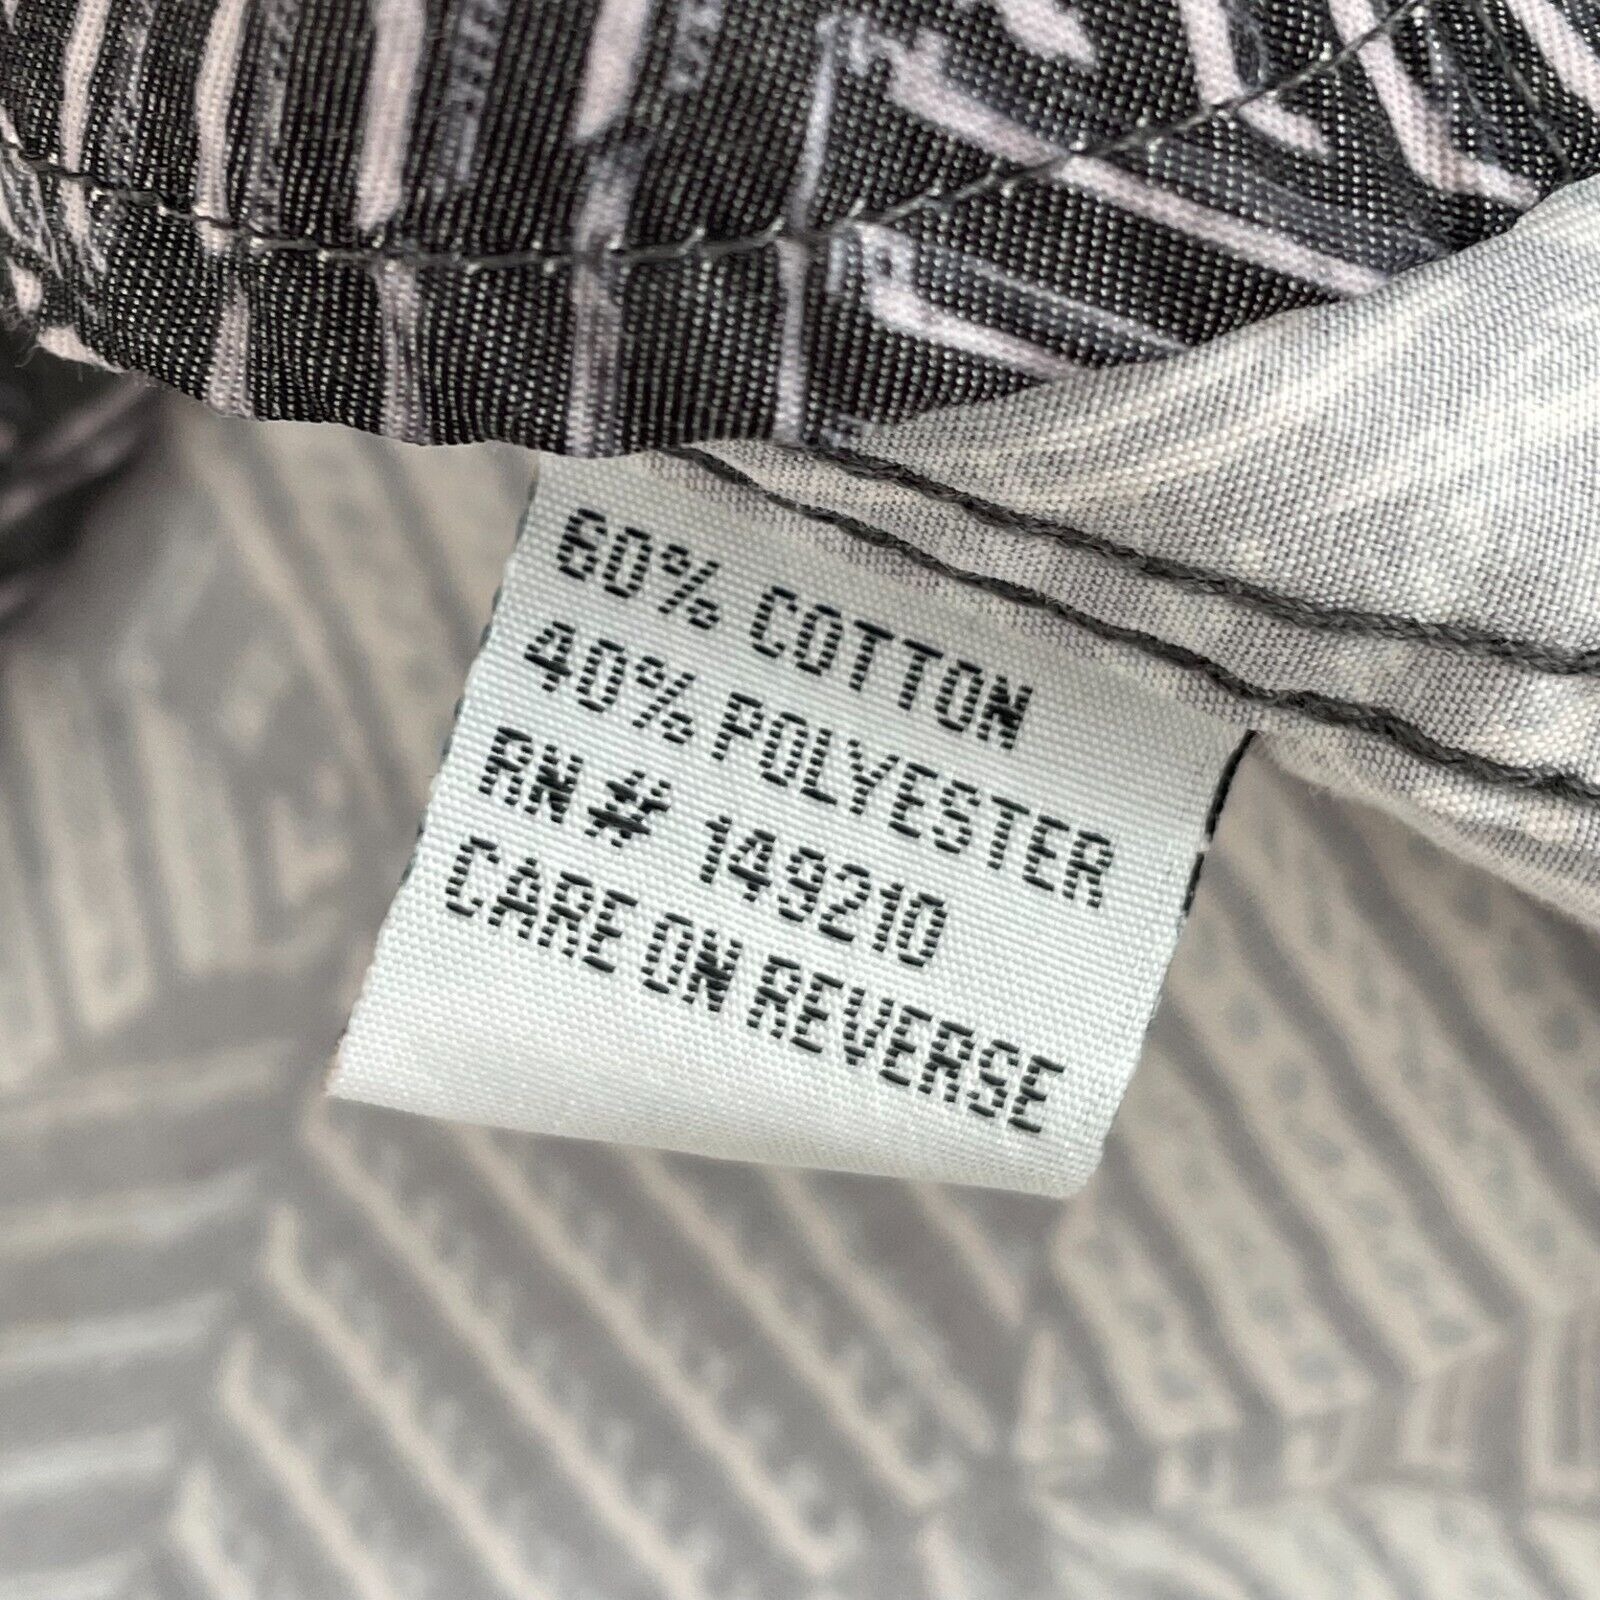 60% COTTON
40% POLYESTER
RN# 149210
CARE ON REVERSE